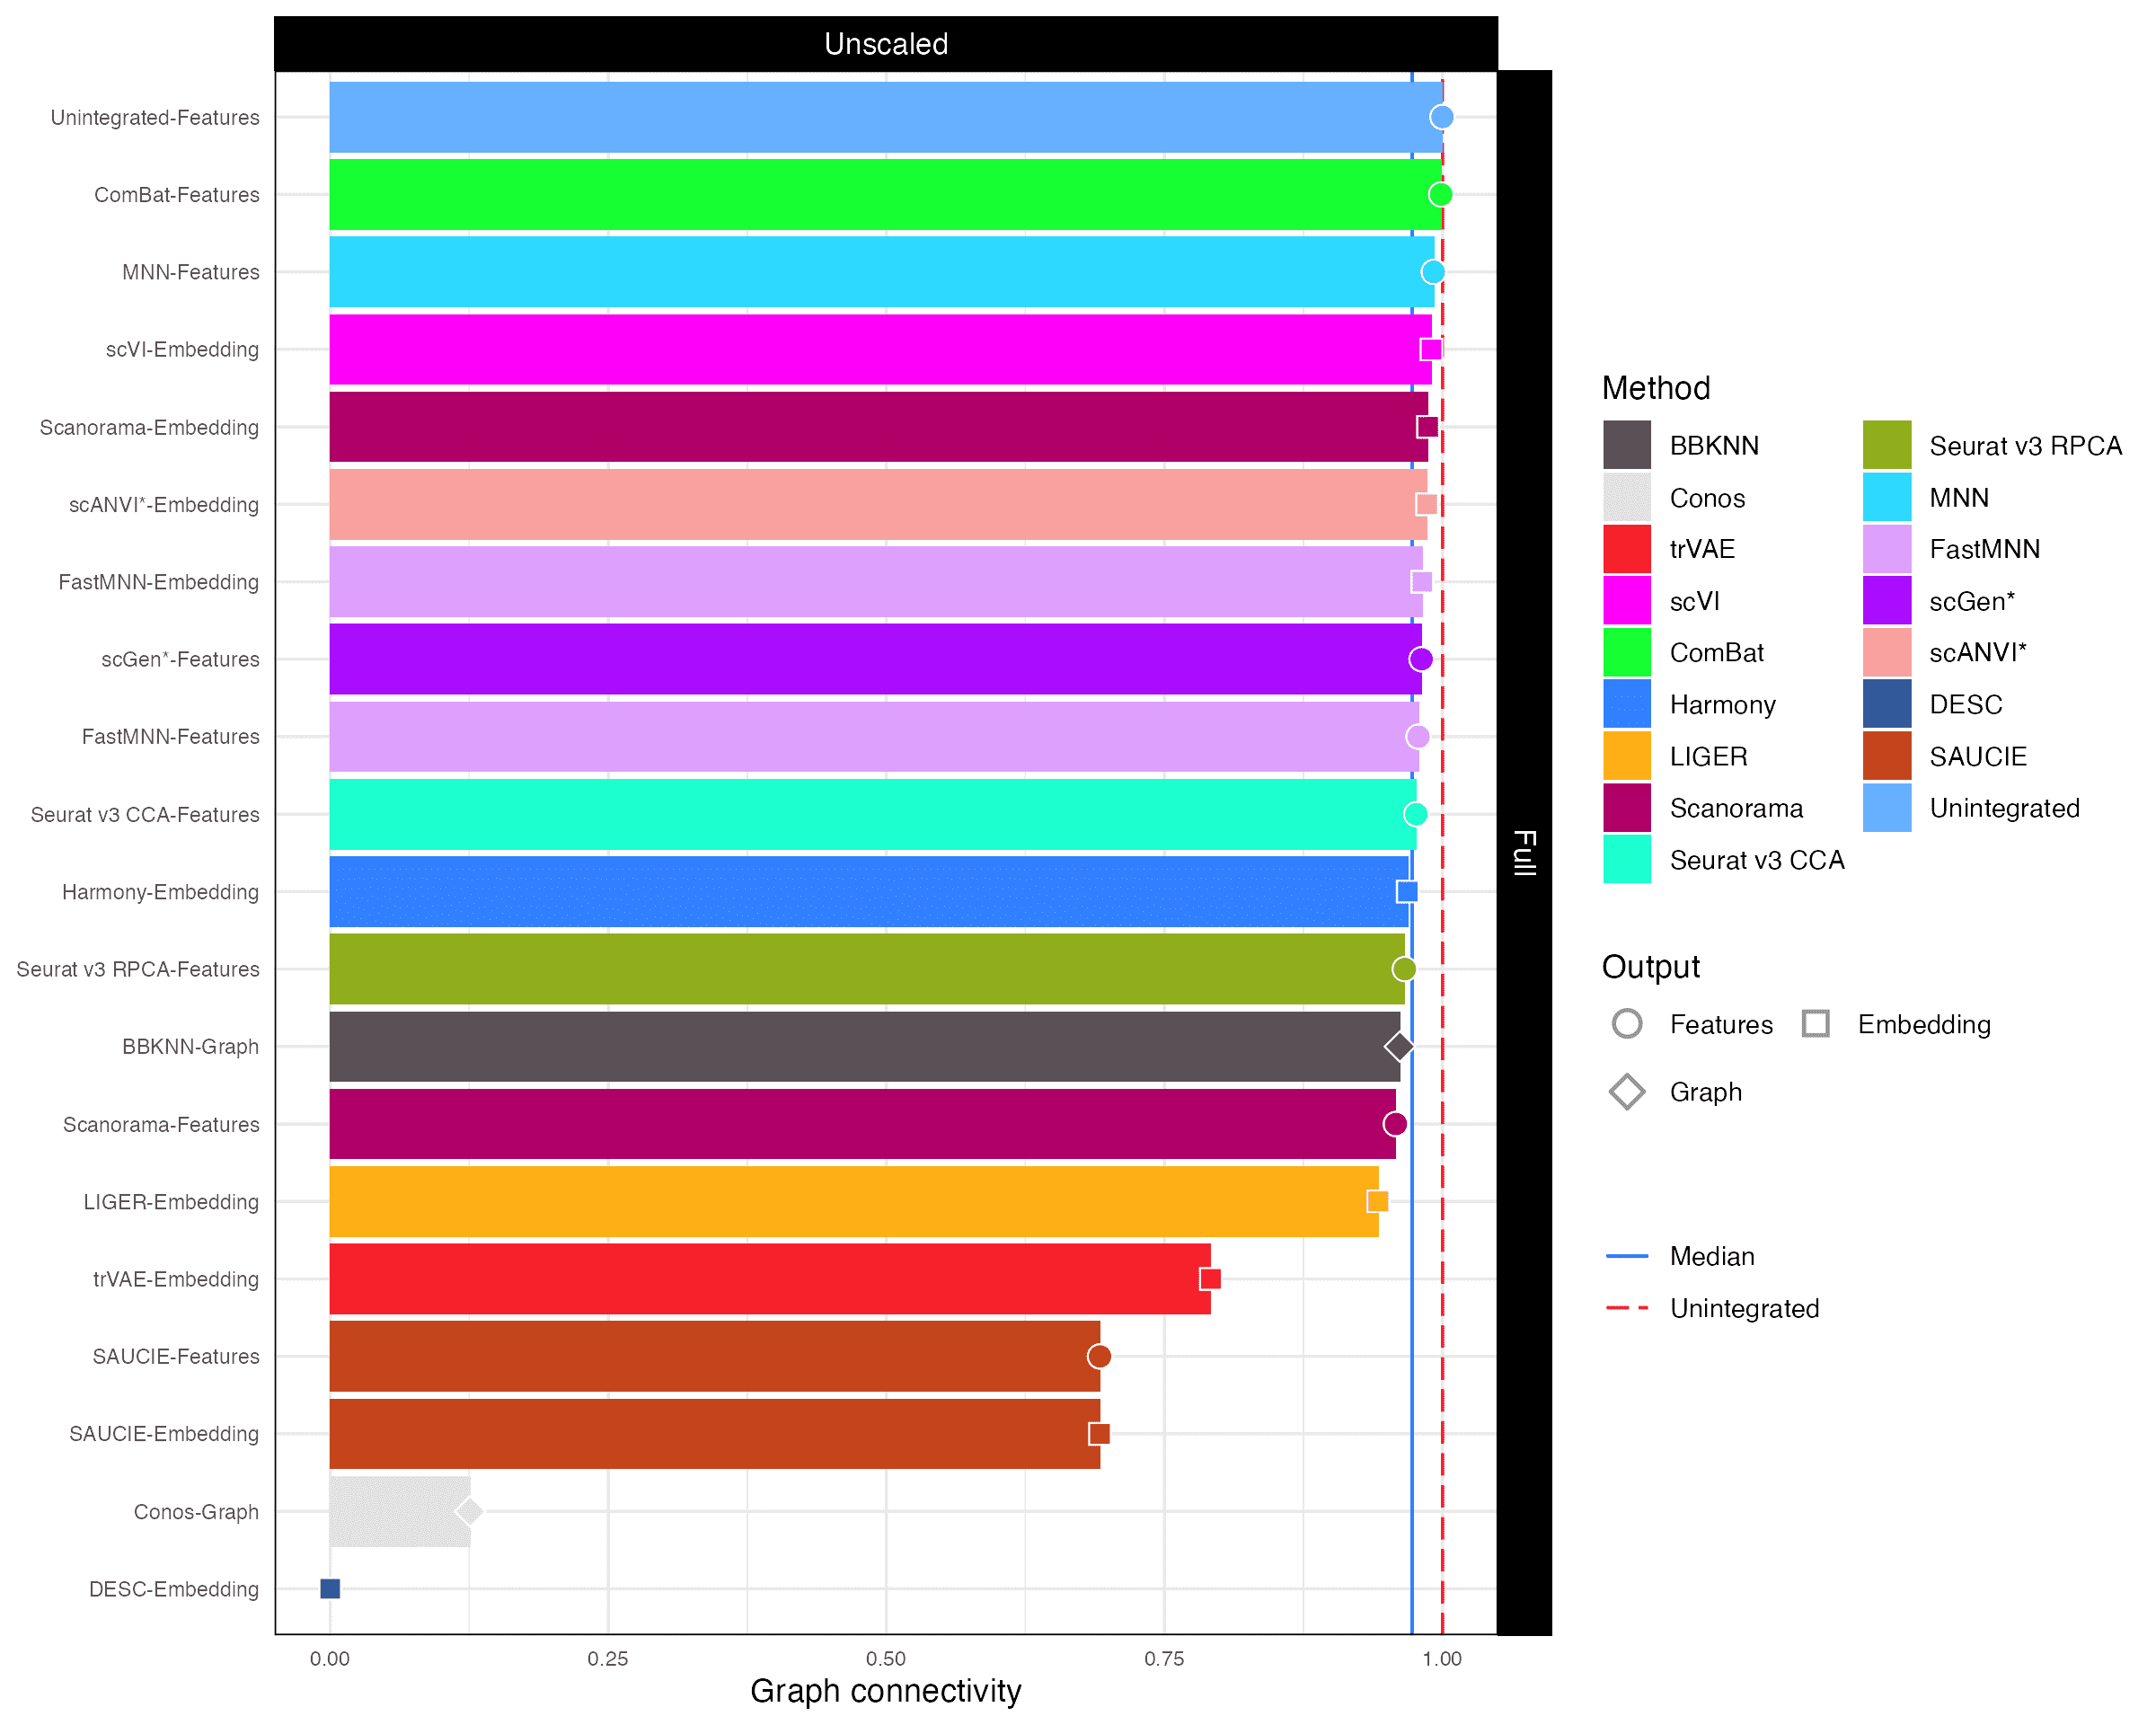 Unscaled
Full
Unintegrated-Features
ComBat-Features
MNN-Features
scVI-Embedding
Scanorama-Embedding
scANVI*-Embedding
FastMNN-Embedding
scGen*-Features
FastMNN-Features
Seurat v3 CCA-Features
Harmony-Embedding
Seurat v3 RPCA-Features
BBKNN-Graph
Scanorama-Features
LIGER-Embedding
trVAE-Embedding
SAUCIE-Features
SAUCIE-Embedding
Conos-Graph
DESC-Embedding
0.00 0.25 0.50 0.75 1.00
Graph connectivity
Method
BBKNN
Conos
trVAE
scVI
ComBat
Harmony
LIGER
Scanorama
Seurat v3 CCA
Seurat v3 RPCA
MNN
FastMNN
scGen*
scANVI*
DESC
SAUCIE
Unintegrated
Output
Features Embedding
Graph
Median
Unintegrated